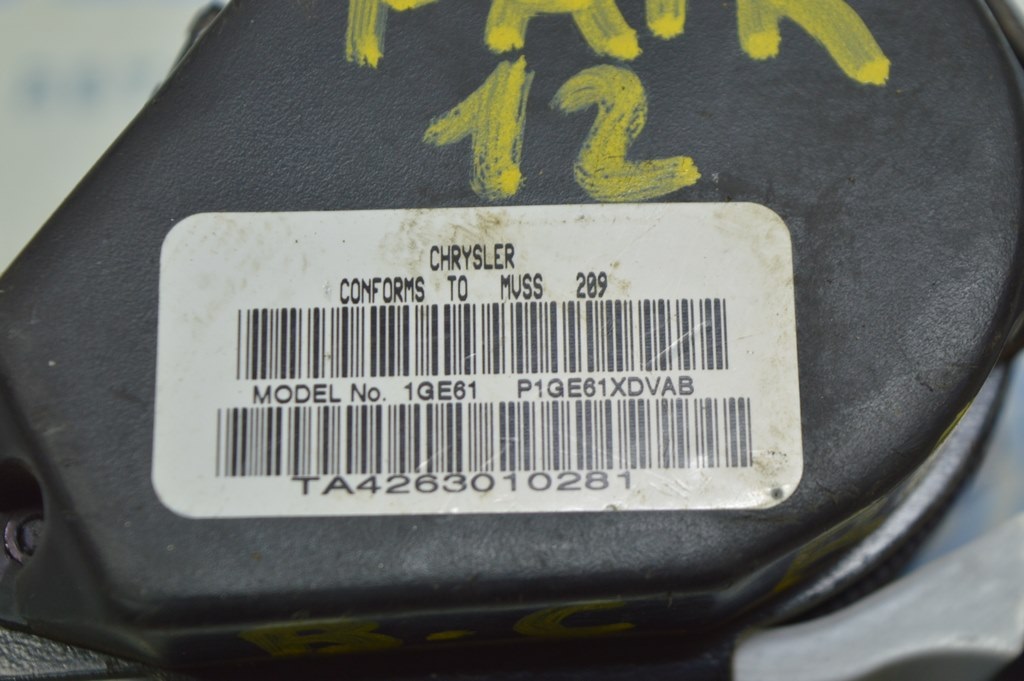 12
CHRYSLER
CONFORMS TO MVSS 209
MODEL No. 1GE61 P1GE61XDVAB
TA4263010281
B.C